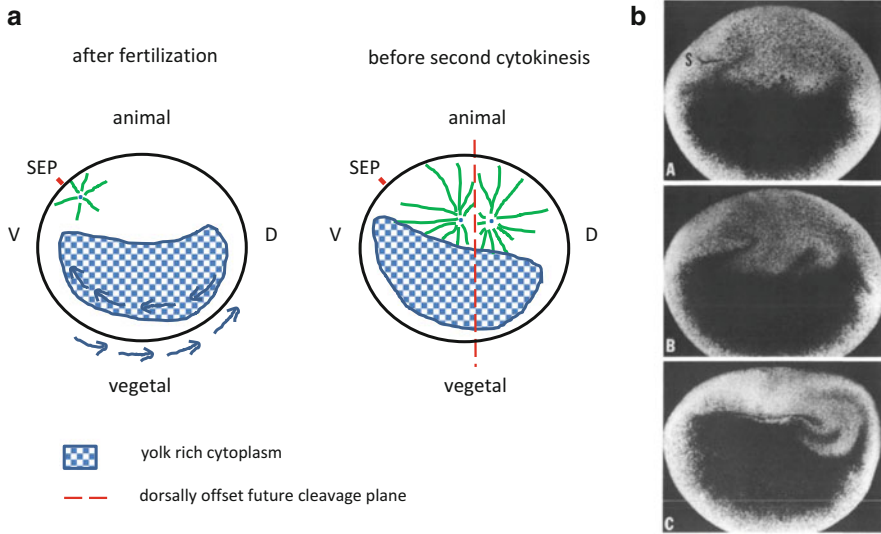 a
after fertilization
before second cytokinesis
animal
animal
SEP
SEP
V
D
V
D
vegetal
vegetal
yolk rich cytoplasm
dorsally offset future cleavage plane
b
S
A
B
C